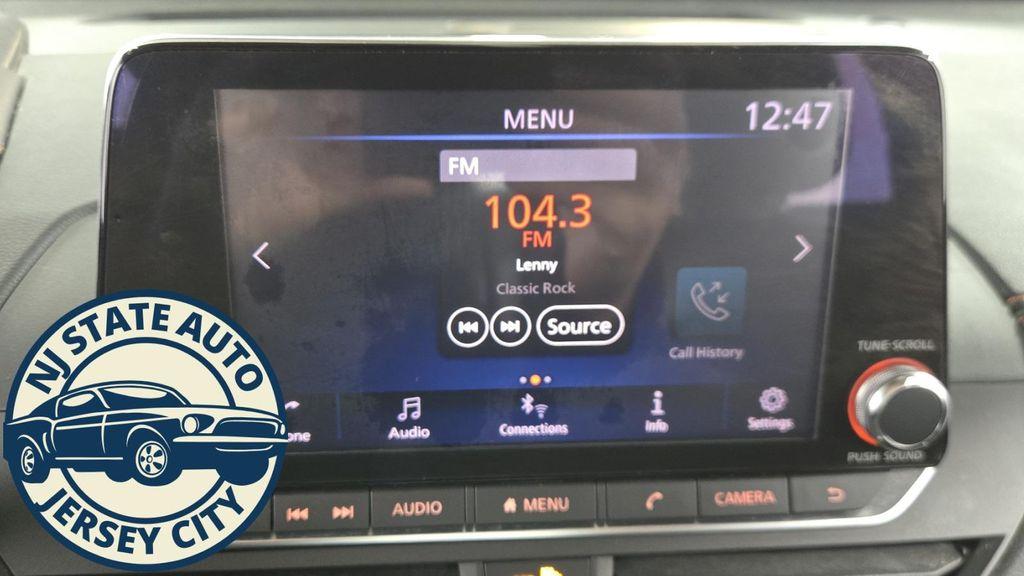 MENU
12:47
FM
104.3
FM
Lenny
Classic Rock
Source
Call History
TUNE·SCROLL
Audio
Connections
Info
Settings
PUSH·SOUND
AUDIO
MENU
CAMERA
NJ STATE AUTO
JERSEY CITY